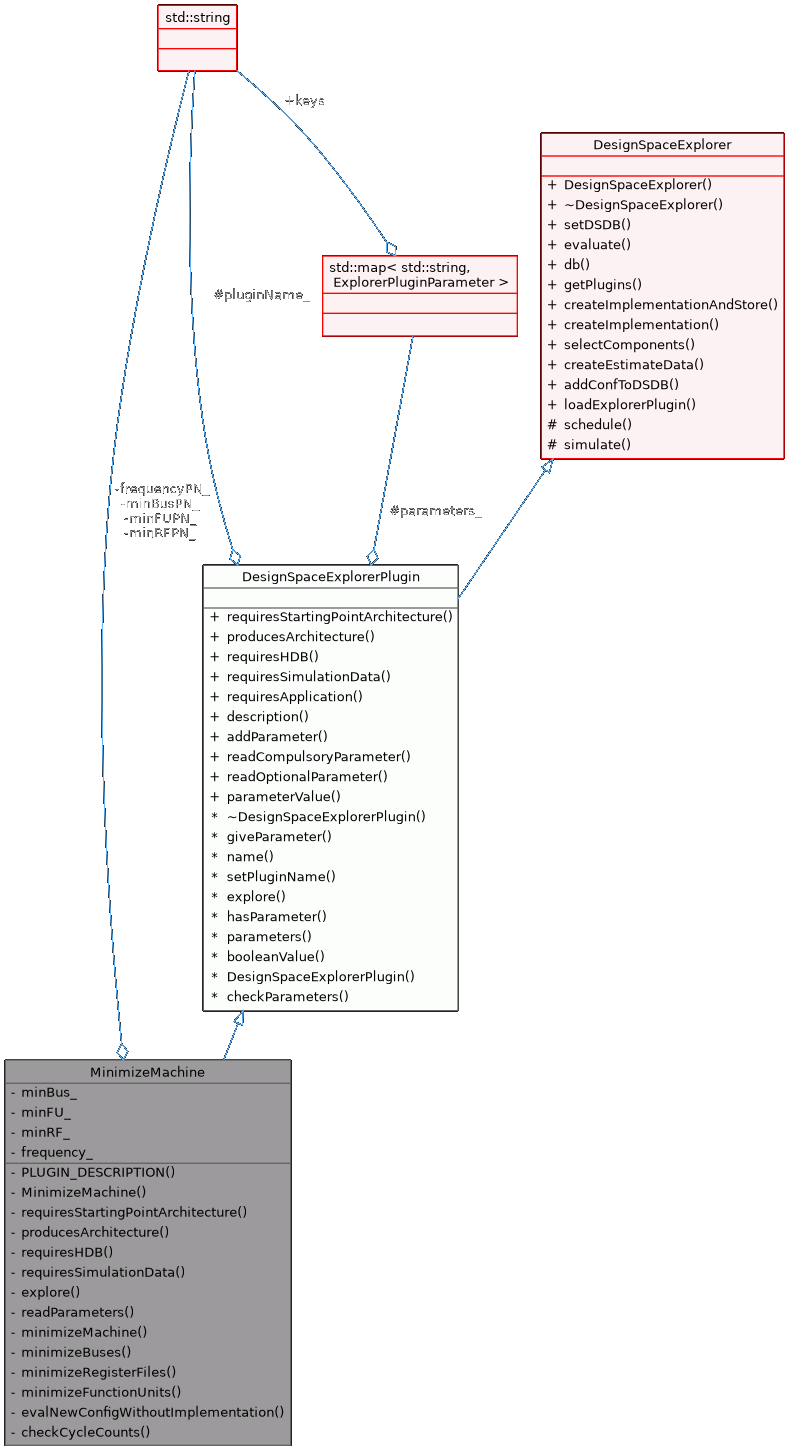 std::string
+keys
DesignSpaceExplorer
+ DesignSpaceExplorer()
+ ~DesignSpaceExplorer()
+ setDSDB()
+ evaluate()
+ db()
+ getPlugins()
+ createImplementationAndStore()
+ createImplementation()
+ selectComponents()
+ createEstimateData()
+ addConfToDSDB()
+ loadExplorerPlugin()
# schedule()
# simulate()
std::map< std::string,
ExplorerPluginParameter >
#pluginName_
-frequencyPN_
-minBusPN_
-minFUPN_
-minRFPN_
#parameters_
DesignSpaceExplorerPlugin
+ requiresStartingPointArchitecture()
+ producesArchitecture()
+ requiresHDB()
+ requiresSimulationData()
+ requiresApplication()
+ description()
+ addParameter()
+ readCompulsoryParameter()
+ readOptionalParameter()
+ parameterValue()
* ~DesignSpaceExplorerPlugin()
* giveParameter()
* name()
* setPluginName()
* explore()
* hasParameter()
* parameters()
* booleanValue()
* DesignSpaceExplorerPlugin()
* checkParameters()
MinimizeMachine
- minBus_
- minFU_
- minRF_
- frequency_
- PLUGIN_DESCRIPTION()
- MinimizeMachine()
- requiresStartingPointArchitecture()
- producesArchitecture()
- requiresHDB()
- requiresSimulationData()
- explore()
- readParameters()
- minimizeMachine()
- minimizeBuses()
- minimizeRegisterFiles()
- minimizeFunctionUnits()
- evalNewConfigWithoutImplementation()
- checkCycleCounts()